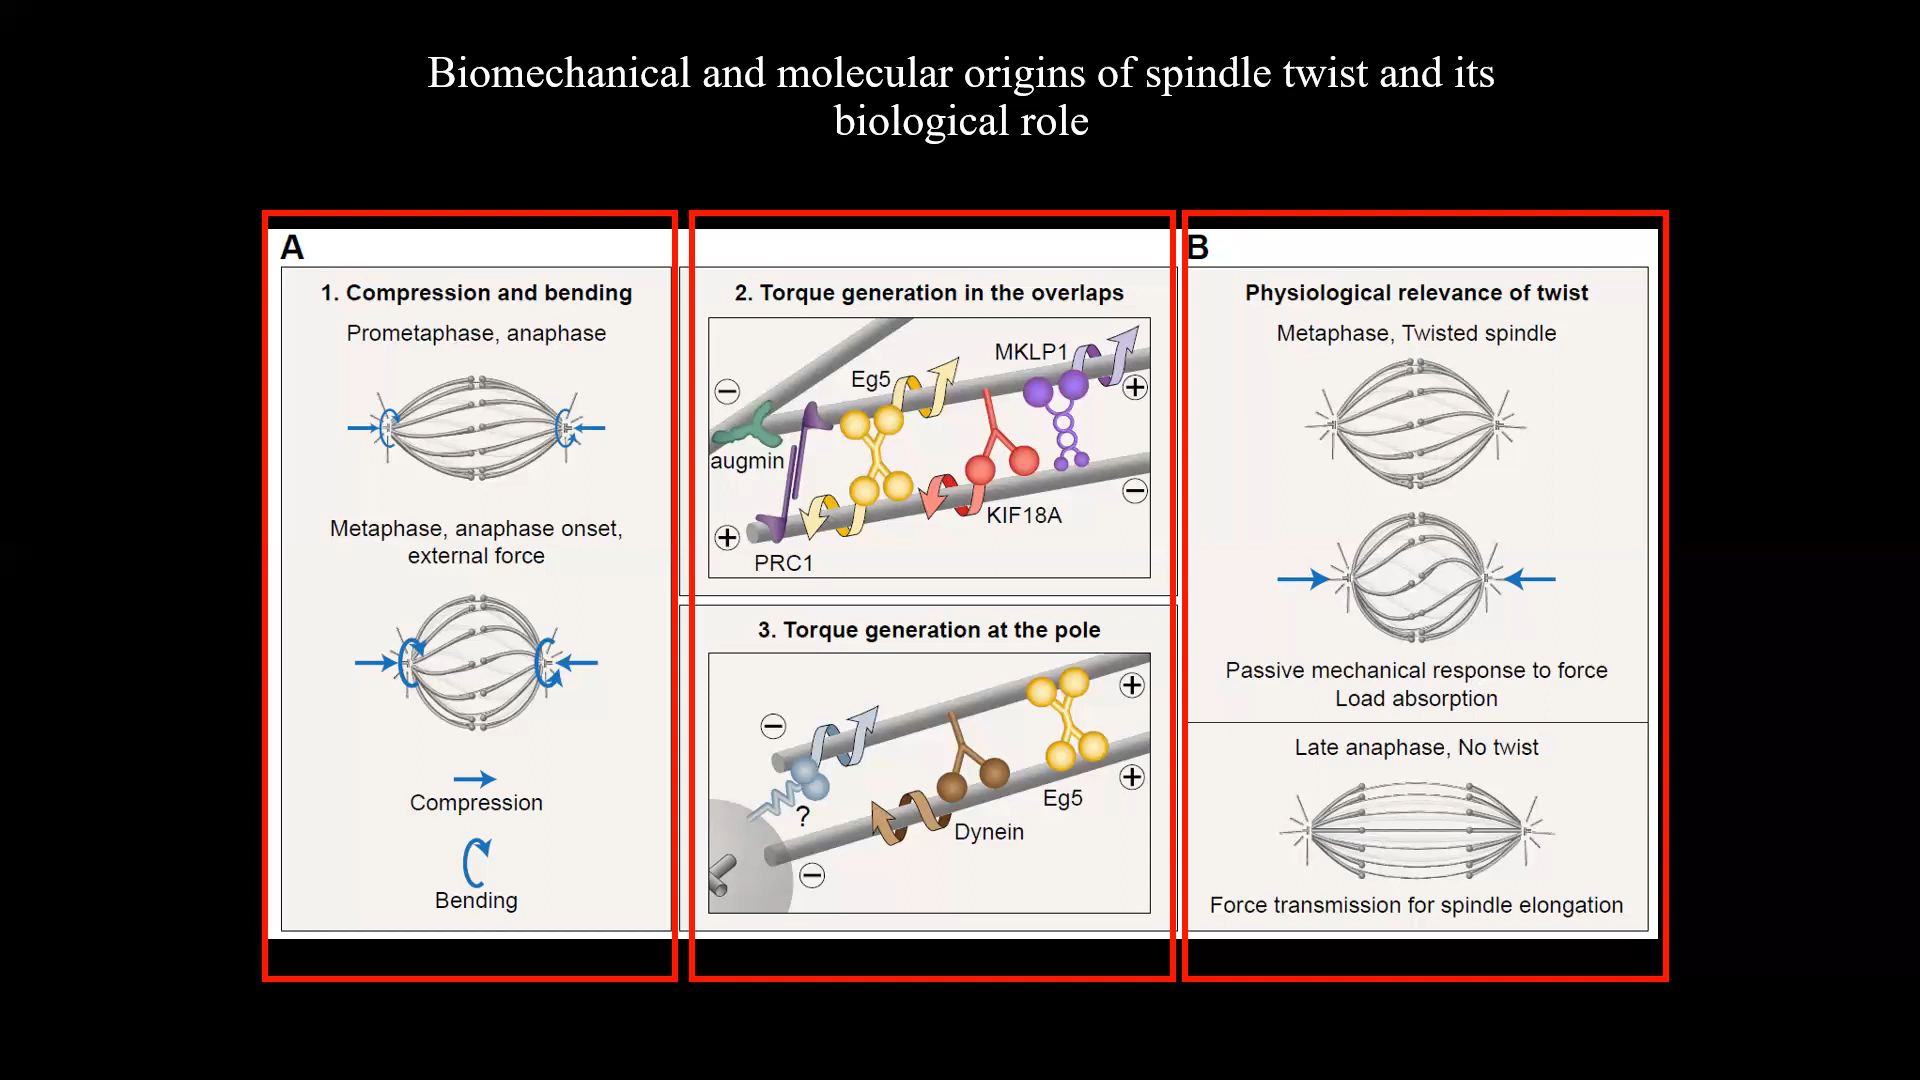 Biomechanical and molecular origins of spindle twist and its
biological role
A
1. Compression and bending
Prometaphase, anaphase
Metaphase, anaphase onset,
external force
Compression
Bending
2. Torque generation in the overlaps
MKLP1
Eg5
−
+
augmin
−
KIF18A
+
PRC1
3. Torque generation at the pole
+
−
+
Eg5
?
Dynein
−
B
Physiological relevance of twist
Metaphase, Twisted spindle
Passive mechanical response to force
Load absorption
Late anaphase, No twist
Force transmission for spindle elongation